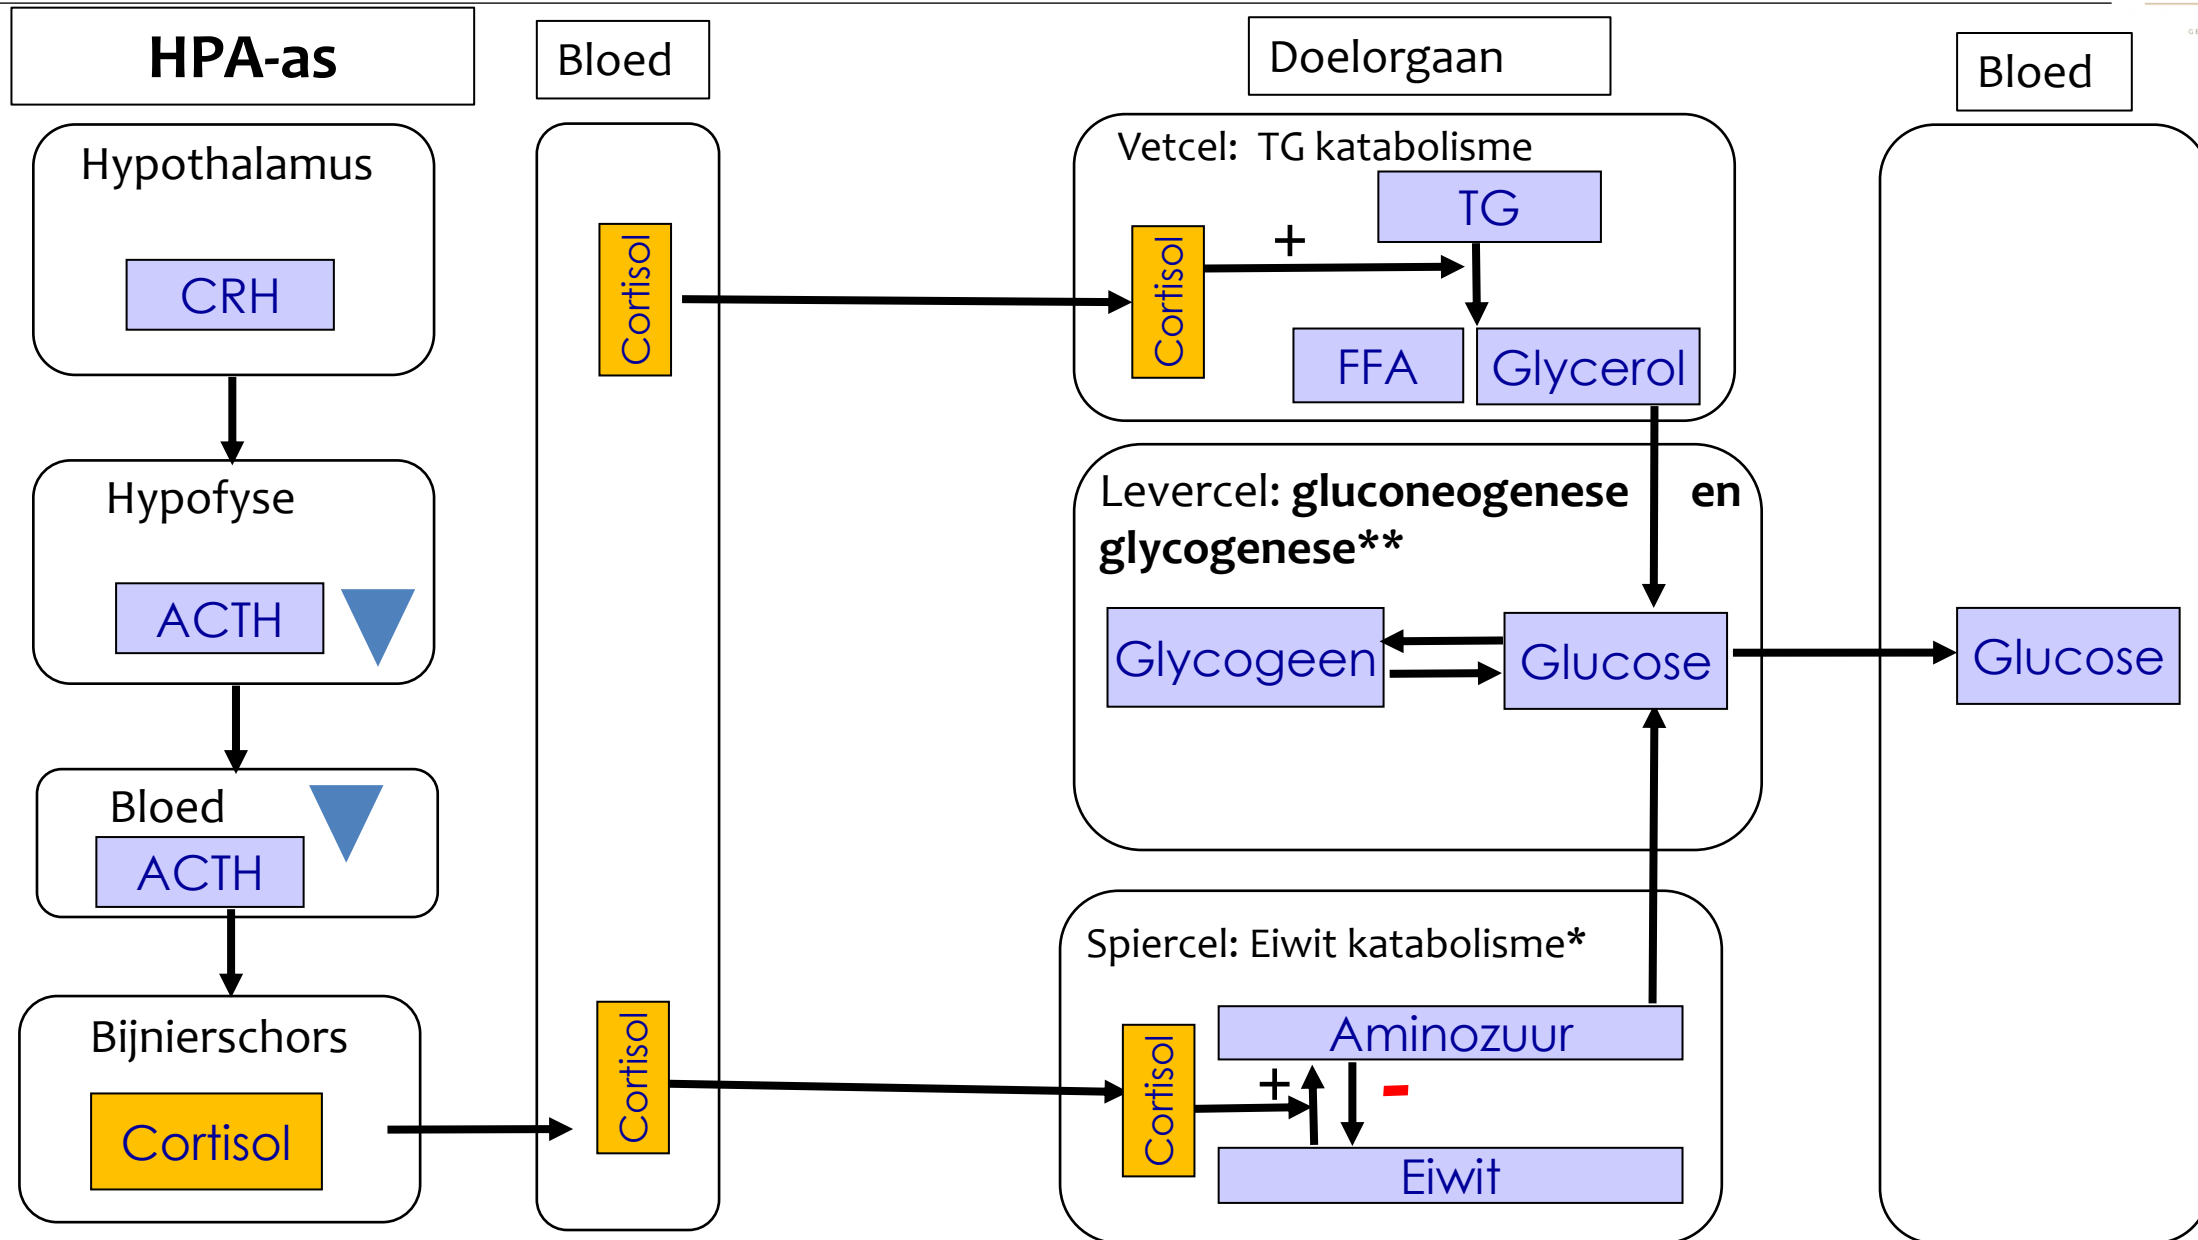 HPA-as
Bloed
Doelorgaan
Bloed
Hypothalamus
CRH
Hypofyse
ACTH
Bloed
ACTH
Bijnierschors
Cortisol
Cortisol
Cortisol
Vetcel: TG katabolisme
TG
+
Cortisol
FFA
Glycerol
Levercel: gluconeogenese en
glycogenese**
Glycogeen
Glucose
Glucose
Spiercel: Eiwit katabolisme*
Aminozuur
Cortisol
+
-
Eiwit